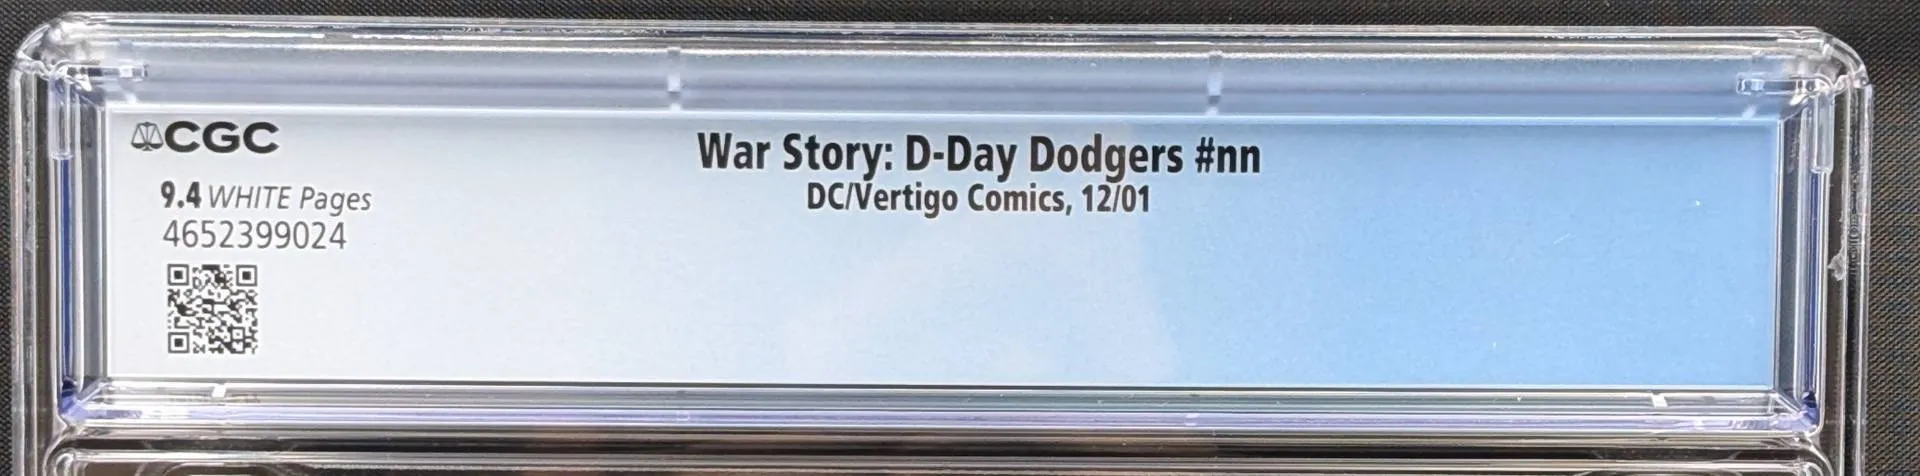 CGC
War Story: D-Day Dodgers #nn
DC/Vertigo Comics, 12/01
9.4 WHITE Pages
4652399024